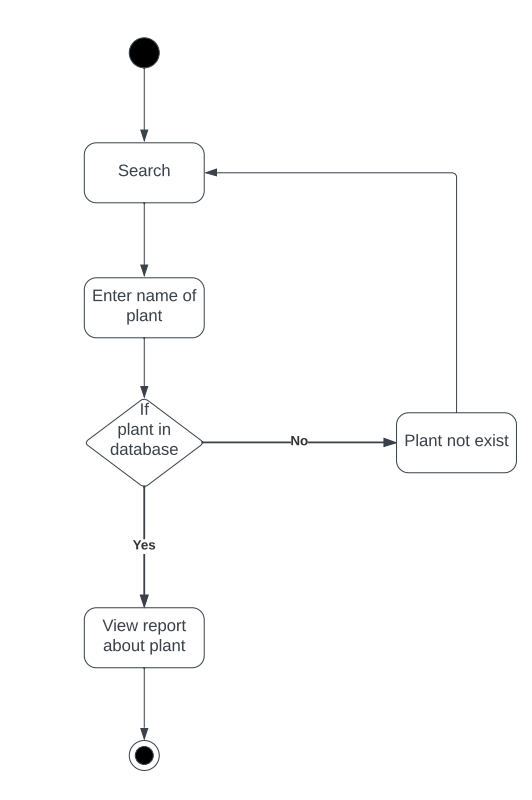 Search
Enter name of
plant
If
plant in
database
No
Plant not exist
Yes
View report
about plant